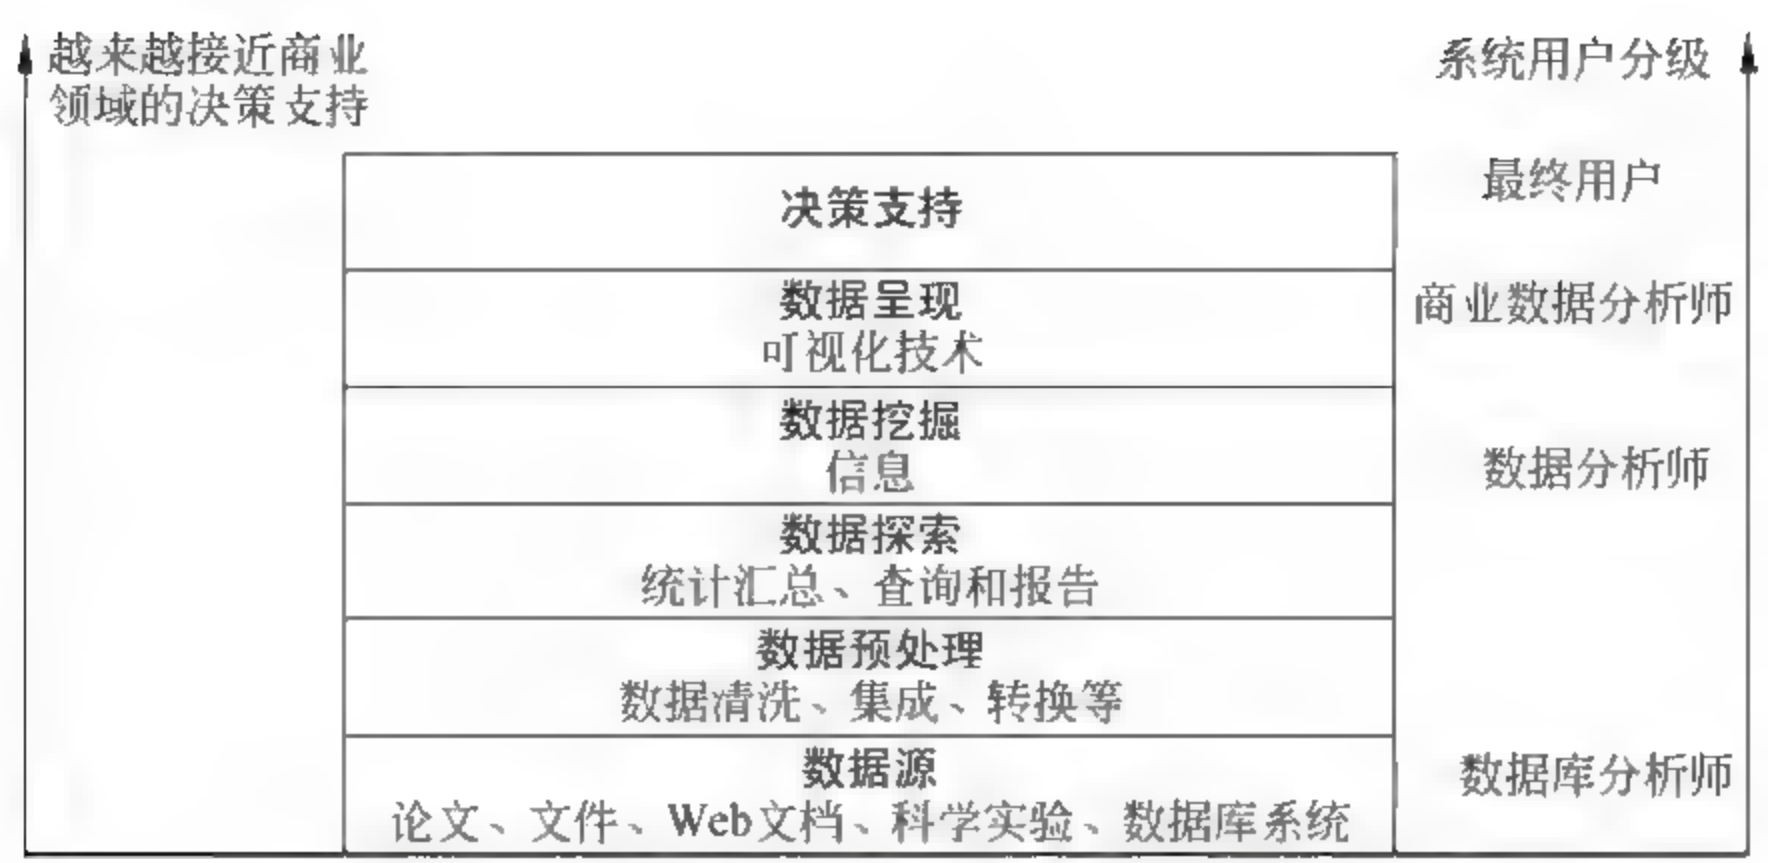 越来越接近商业
领域的决策支持
系统用户分级
决策支持
最终用户
数据呈现
可视化技术
商业数据分析师
数据挖掘
信息
数据分析师
数据探索
统计汇总、查询和报告
数据预处理
数据清洗、集成、转换等
数据源
论文、文件、Web文档、科学实验、数据库系统
数据库分析师